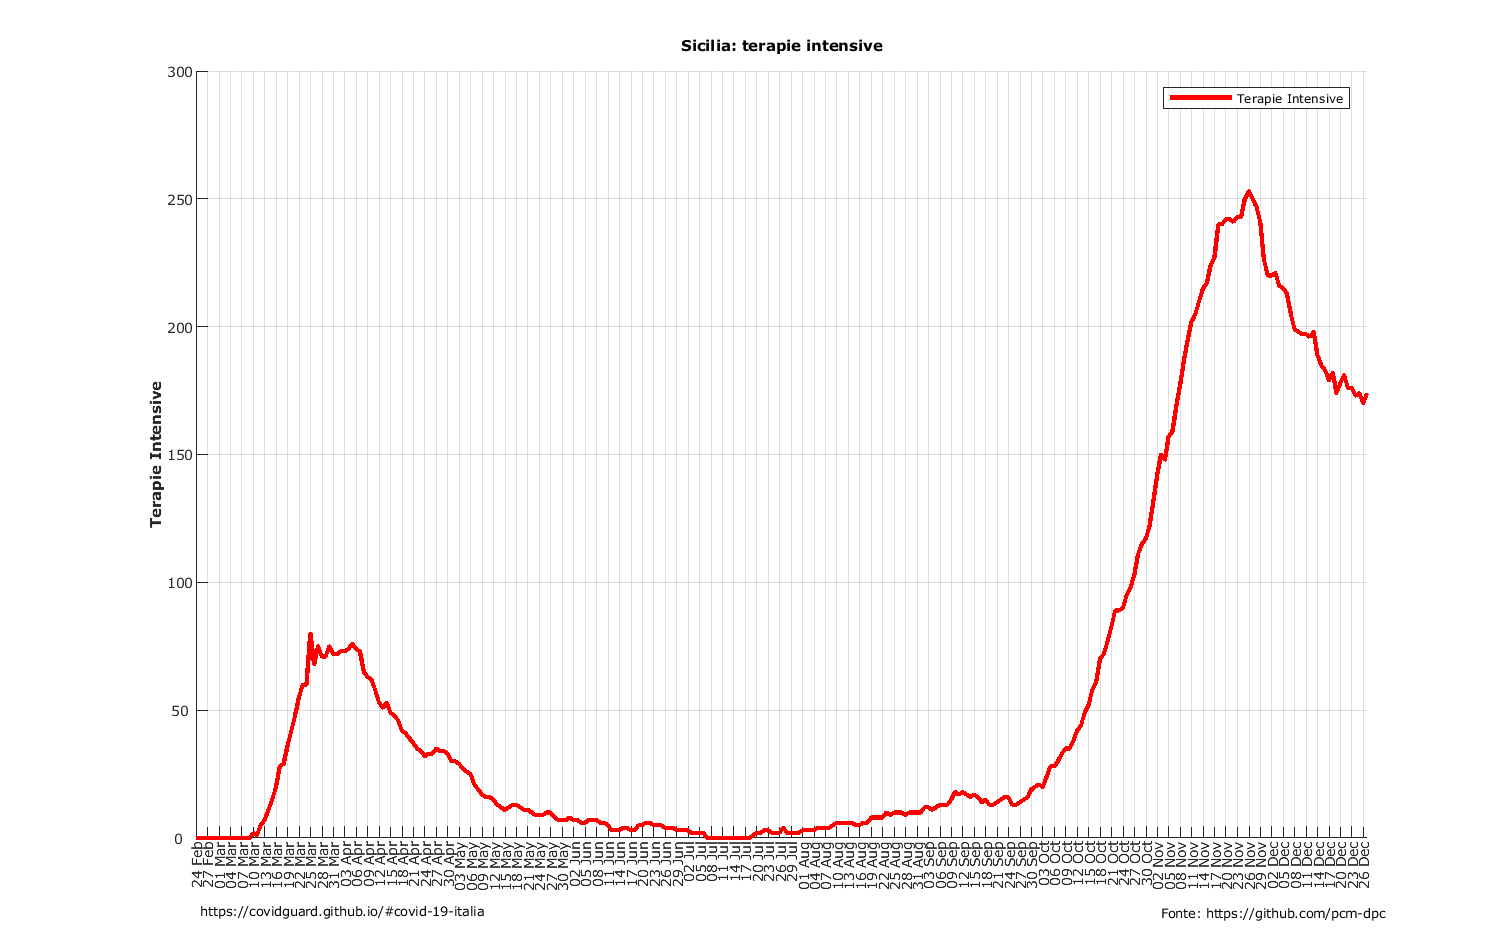 Sicilia: terapie intensive
Terapie Intensive
Terapie Intensive
300
250
200
150
100
50
0
24 Feb
27 Feb
01 Mar
04 Mar
07 Mar
10 Mar
13 Mar
16 Mar
19 Mar
22 Mar
25 Mar
28 Mar
31 Mar
03 Apr
06 Apr
09 Apr
12 Apr
15 Apr
18 Apr
21 Apr
24 Apr
27 Apr
30 Apr
03 May
06 May
09 May
12 May
15 May
18 May
21 May
24 May
27 May
30 May
02 Jun
05 Jun
08 Jun
11 Jun
14 Jun
17 Jun
20 Jun
23 Jun
26 Jun
29 Jun
02 Jul
05 Jul
08 Jul
11 Jul
14 Jul
17 Jul
20 Jul
23 Jul
26 Jul
29 Jul
01 Aug
04 Aug
07 Aug
10 Aug
13 Aug
16 Aug
19 Aug
22 Aug
25 Aug
28 Aug
31 Aug
03 Sep
06 Sep
09 Sep
12 Sep
15 Sep
18 Sep
21 Sep
24 Sep
27 Sep
30 Sep
03 Oct
06 Oct
09 Oct
12 Oct
15 Oct
18 Oct
21 Oct
24 Oct
27 Oct
30 Oct
02 Nov
05 Nov
08 Nov
11 Nov
14 Nov
17 Nov
20 Nov
23 Nov
26 Nov
29 Nov
02 Dec
05 Dec
08 Dec
11 Dec
14 Dec
17 Dec
20 Dec
23 Dec
26 Dec
https://covidguard.github.io/#covid-19-italia
Fonte: https://github.com/pcm-dpc